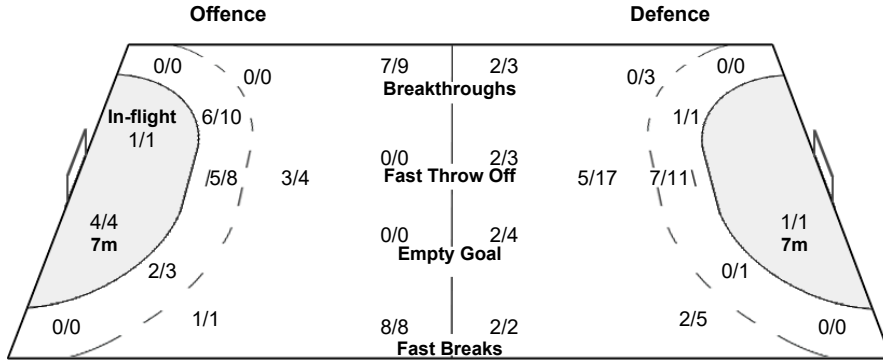 Offence Defence
0/0 0/0 7/9 2/3 0/3 0/0
Breakthroughs
In-flight 6/10 1/1
1/1
0/0 2/3
5/8 3/4 Fast Throw Off 5/17 7/11
4/4 0/0 2/4 1/1
7m Empty Goal 7m
2/3 0/1
0/0 1/1 8/8 2/2 2/5 0/0
Fast Breaks